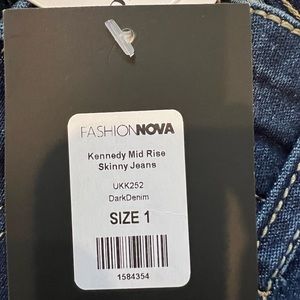 FASHIONNOVA
Kennedy Mid Rise
Skinny Jeans
UKK252
DarkDenim
SIZE 1
1584354